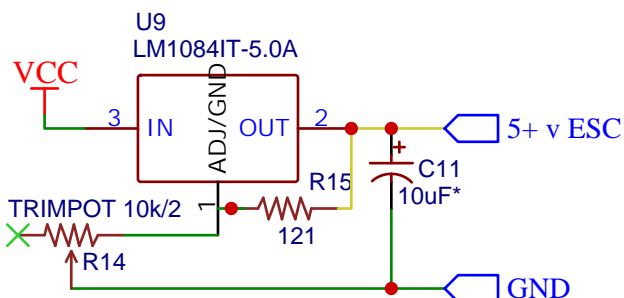 U9
LM1084IT-5.0A
VCC
3
IN
ADJ/GND
OUT
2
5+ v ESC
+
C11
10uF*
R15
1
121
TRIMPOT 10k/2
R14
GND